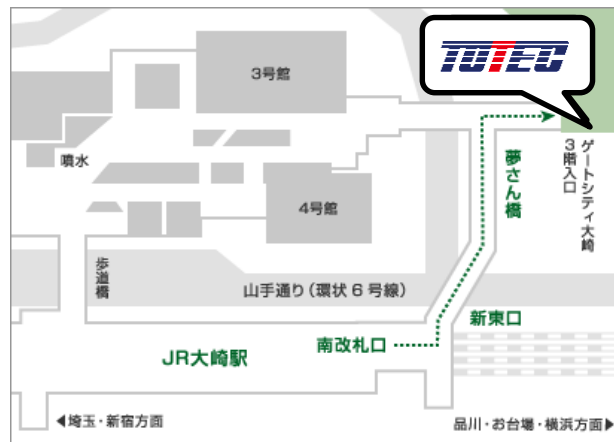 TOTEC
3号館
噴水
夢さん橋
ゲートシティ大崎
3階入口
4号館
歩道橋
山手通り(環状6号線)
新東口
南改札口
JR大崎駅
◀埼玉・新宿方面
品川・お台場・横浜方面▶